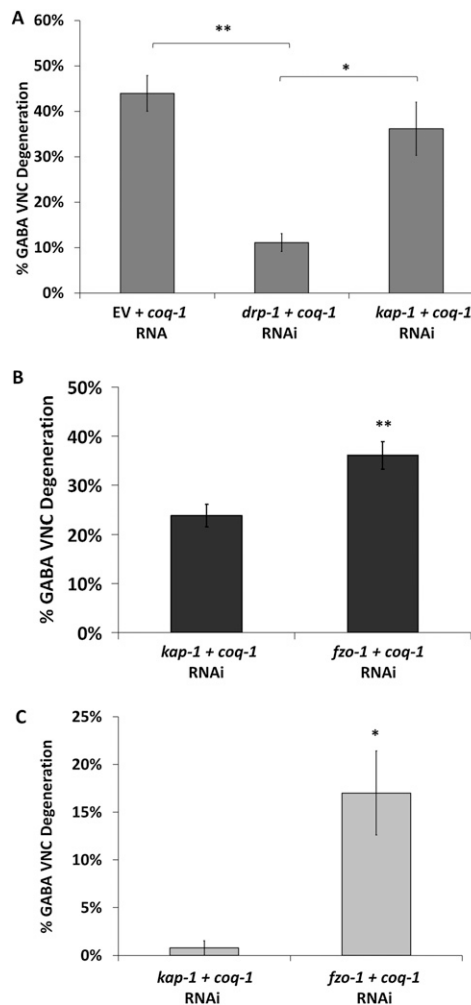 A
60%
50%
40%
30%
20%
10%
0%
% GABA VNC Degeneration
**
*
EV + coq-1
RNA
drp-1 + coq-1
RNAi
kap-1 + coq-1
RNAi
B
50%
40%
30%
20%
10%
0%
% GABA VNC Degeneration
**
kap-1 + coq-1
RNAi
fzo-1 + coq-1
RNAi
C
25%
20%
15%
10%
5%
0%
% GABA VNC Degeneration
*
kap-1 + coq-1
RNAi
fzo-1 + coq-1
RNAi